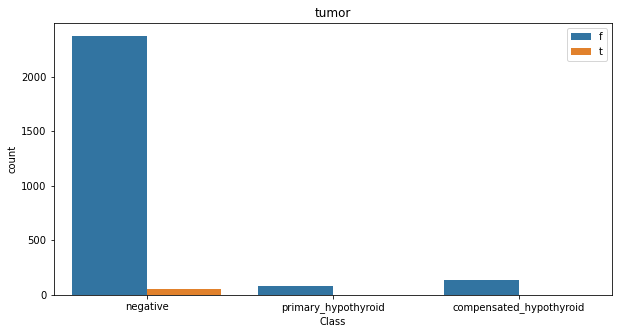 tumor
f
t
2000
1500
1000
500
0
count
negative
primary_hypothyroid
compensated_hypothyroid
Class